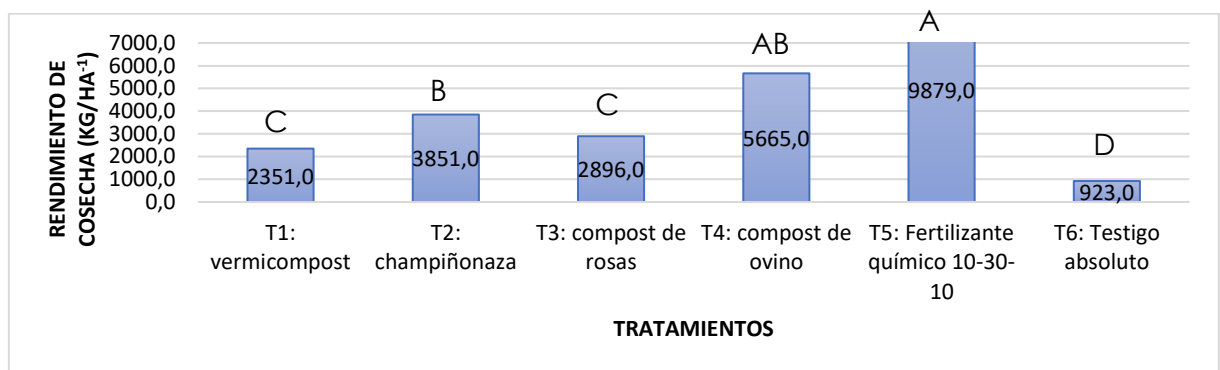 RENDIMIENTO DE
COSECHA (KG/HA-1)
7000,0
6000,0
5000,0
4000,0
3000,0
2000,0
1000,0
0,0
C
B
C
AB
A
D
2351,0
3851,0
2896,0
5665,0
9879,0
923,0
T1:
vermicompost
T2:
champiñonaza
T3: compost de
rosas
T4: compost de
ovino
T5: Fertilizante
químico 10-30-
10
T6: Testigo
absoluto
TRATAMIENTOS